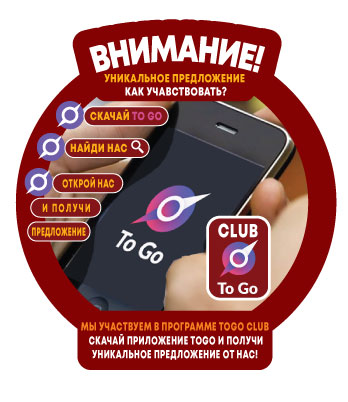 ВНИМАНИЕ!
УНИКАЛЬНОЕ ПРЕДЛОЖЕНИЕ
КАК УЧАВСТВОВАТЬ?
СКАЧАЙ TO GO
НАЙДИ НАС
ОТКРОЙ НАС
И ПОЛУЧИ
ПРЕДЛОЖЕНИЕ
To Go
CLUB
To Go
МЫ УЧАСТВУЕМ В ПРОГРАММЕ TOGO CLUB
СКАЧАЙ ПРИЛОЖЕНИЕ TOGO И ПОЛУЧИ
УНИКАЛЬНОЕ ПРЕДЛОЖЕНИЕ ОТ НАС!